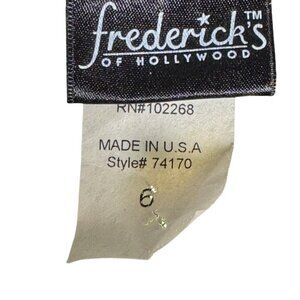 frederick's™
OF HOLLYWOOD
RN#102268
MADE IN U.S.A
Style# 74170
6